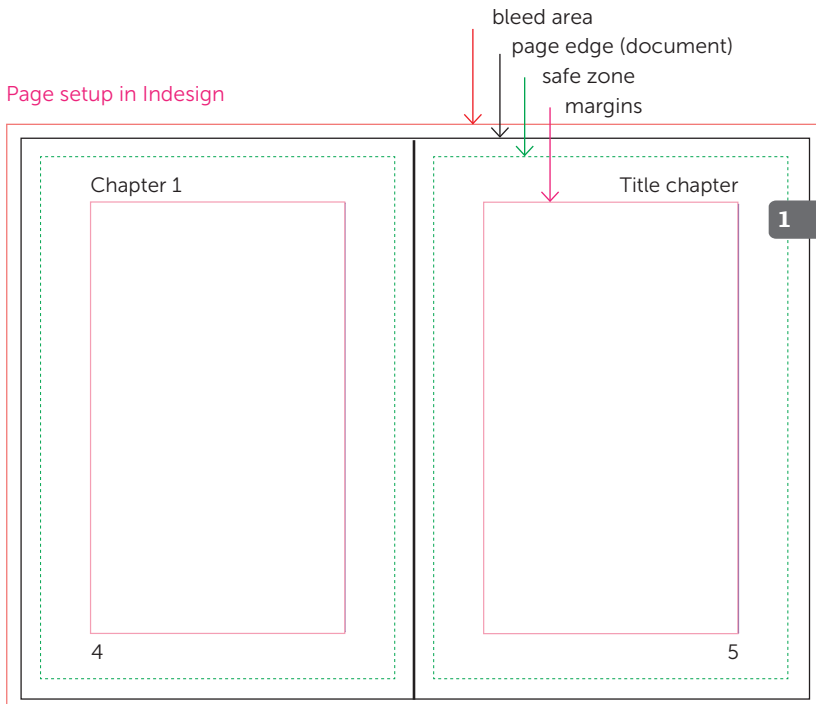 bleed area
page edge (document)
safe zone
margins
Page setup in Indesign
Chapter 1
Title chapter
1
4
5